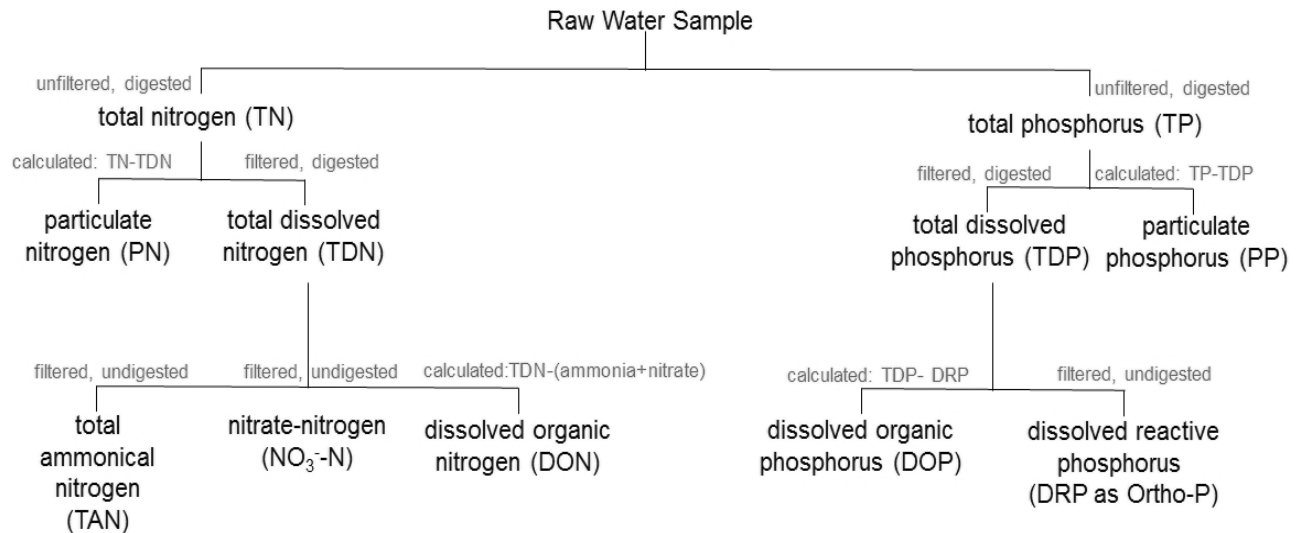 Raw Water Sample
unfiltered, digested
total nitrogen (TN)
calculated: TN-TDN
filtered, digested
particulate
nitrogen (PN)
total dissolved
nitrogen (TDN)
filtered, undigested
filtered, undigested
calculated:TDN-(ammonia+nitrate)
total
ammonical
nitrogen
(TAN)
nitrate-nitrogen
(NO₃⁻-N)
dissolved organic
nitrogen (DON)
unfiltered, digested
total phosphorus (TP)
filtered, digested
calculated: TP-TDP
total dissolved
phosphorus (TDP)
particulate
phosphorus (PP)
calculated: TDP- DRP
filtered, undigested
dissolved organic
phosphorus (DOP)
dissolved reactive
phosphorus
(DRP as Ortho-P)